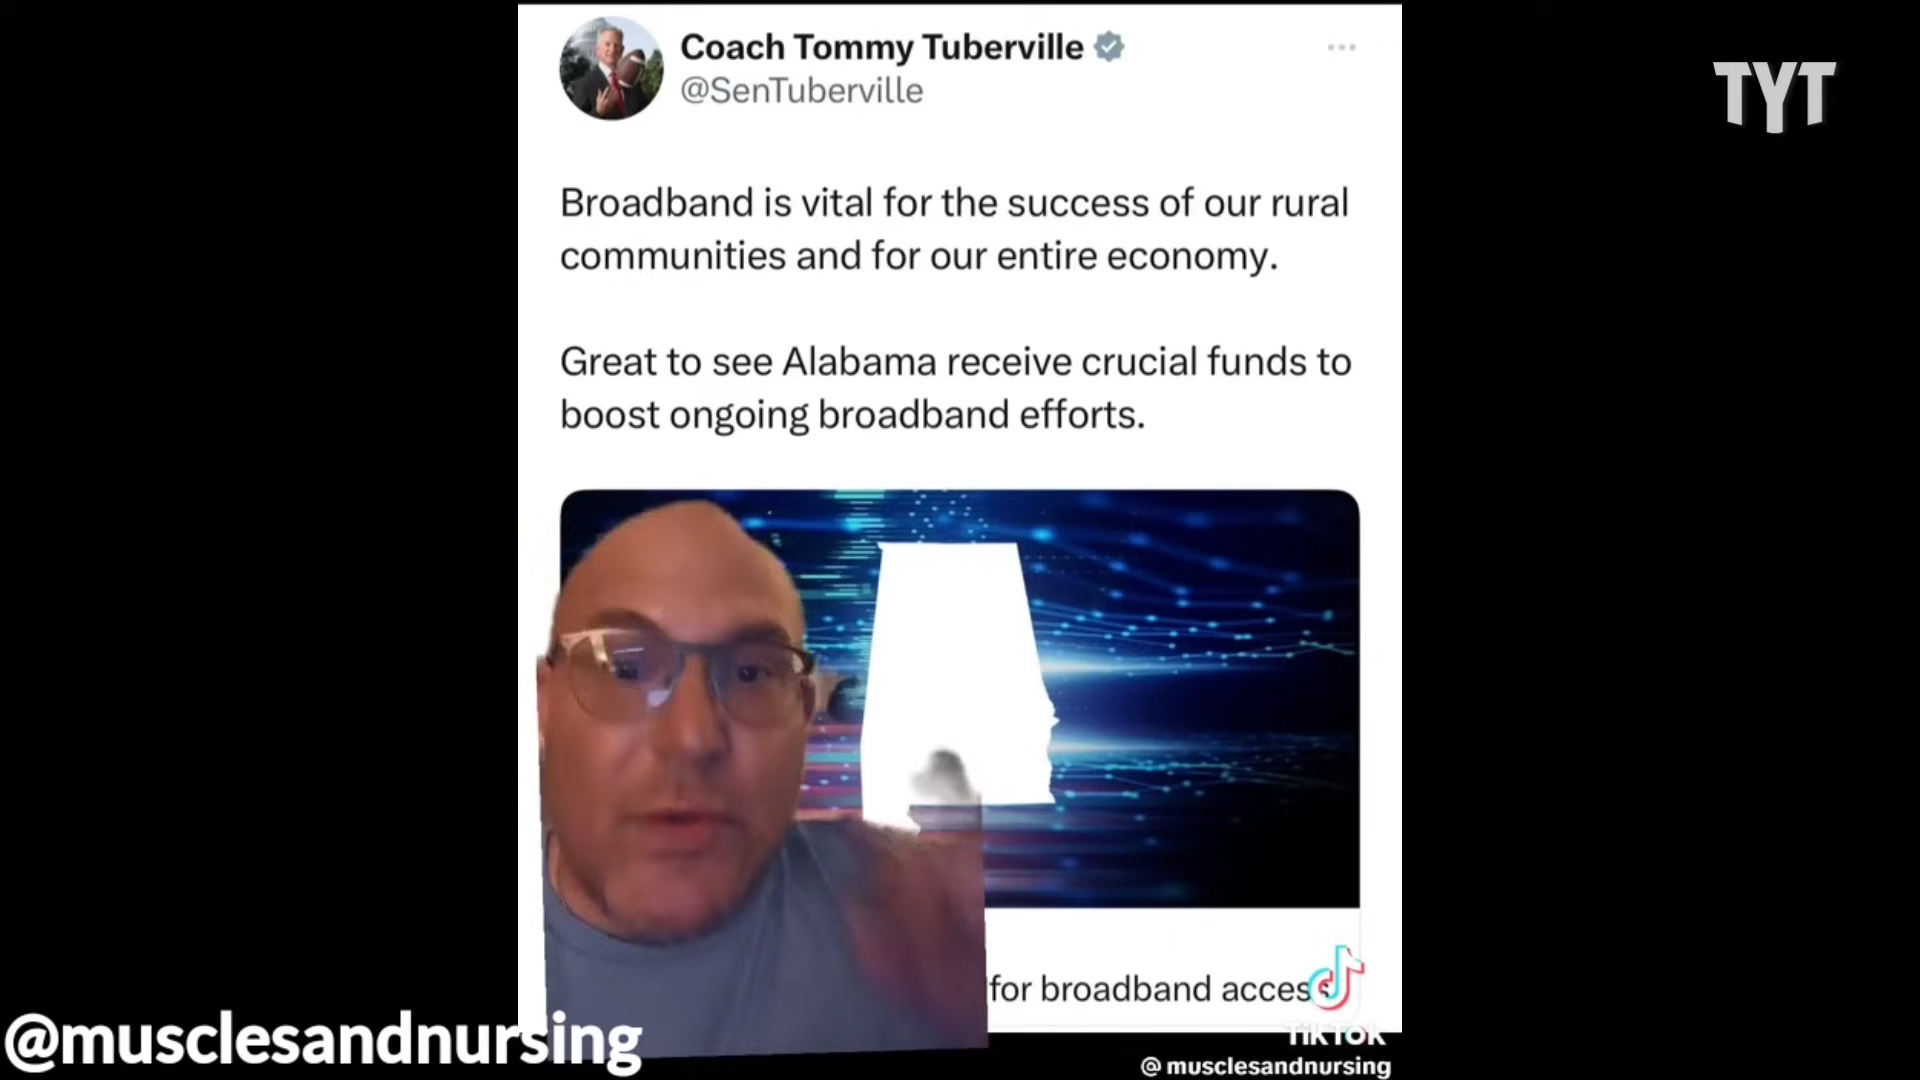 Coach Tommy Tuberville
@SenTuberville
TYT
Broadband is vital for the success of our rural
communities and for our entire economy.
Great to see Alabama receive crucial funds to
boost ongoing broadband efforts.
for broadband access
TikTok
@musclesandnursing
@musclesandnursing